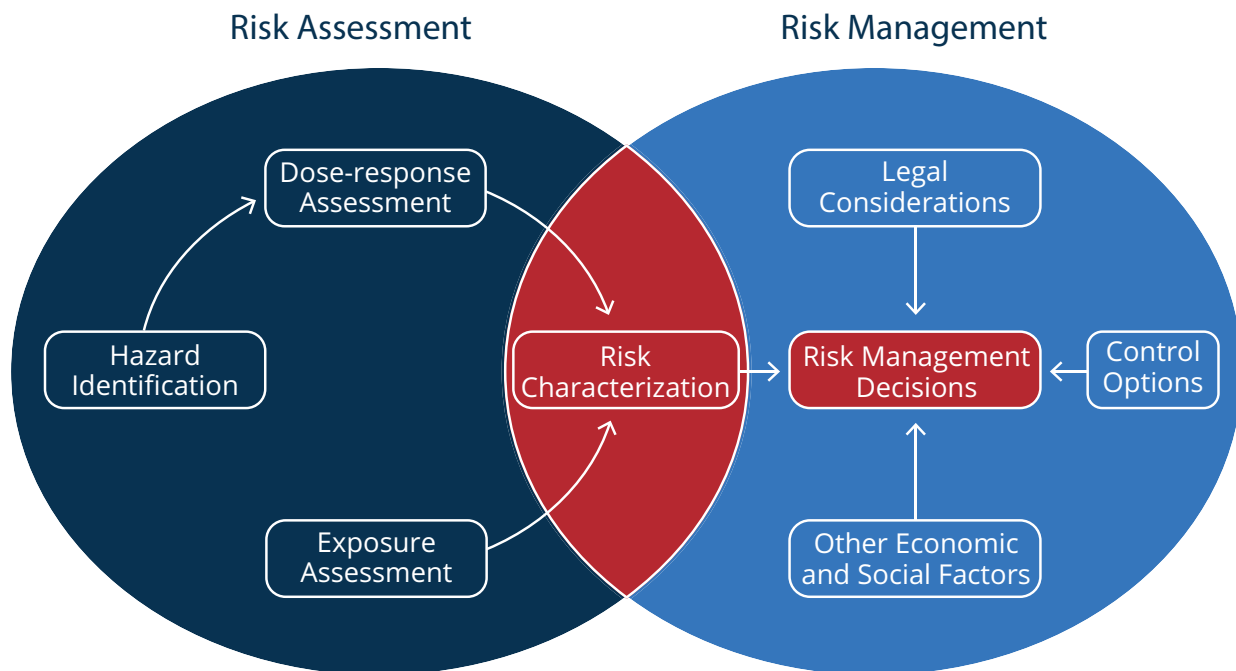 Risk Assessment
Risk Management
Dose-response
Assessment
Legal
Considerations
Hazard
Identification
Risk
Characterization
Risk Management
Decisions
Control
Options
Exposure
Assessment
Other Economic
and Social Factors